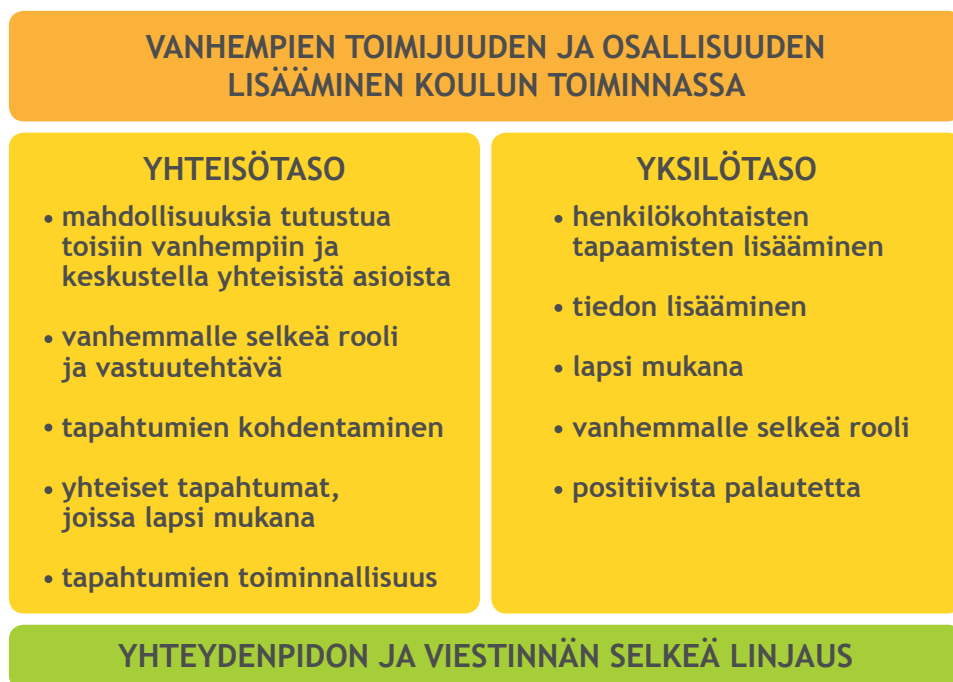 VANHEMPIEN TOIMIJUUDEN JA OSALLISUUDEN
LISÄÄMINEN KOULUN TOIMINNASSA
YHTEISÖTASO
• mahdollisuuksia tutustua
toisiin vanhempiin ja
keskustella yhteisistä asioista
• vanhemmalle selkeä rooli
ja vastuutehtävä
• tapahtumien kohdentaminen
• yhteiset tapahtumat,
joissa lapsi mukana
• tapahtumien toiminnallisuus
YKSILÖTASO
• henkilökohtaisten
tapaamisten lisääminen
• tiedon lisääminen
• lapsi mukana
• vanhemmalle selkeä rooli
• positiivista palautetta
YHTEYDENPIDON JA VIESTINNÄN SELKEÄ LINJAUS